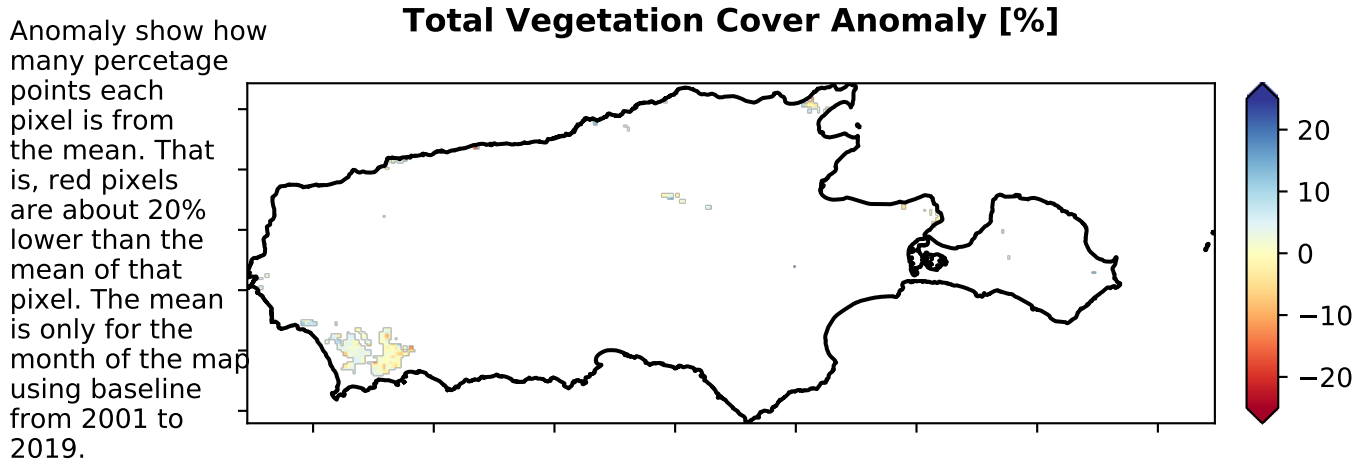 Total Vegetation Cover Anomaly [%]
Anomaly show how
many percetage
points each
pixel is from
the mean. That
is, red pixels
are about 20%
lower than the
mean of that
pixel. The mean
is only for the
month of the map
using baseline
from 2001 to
2019.
20
10
0
−10
−20